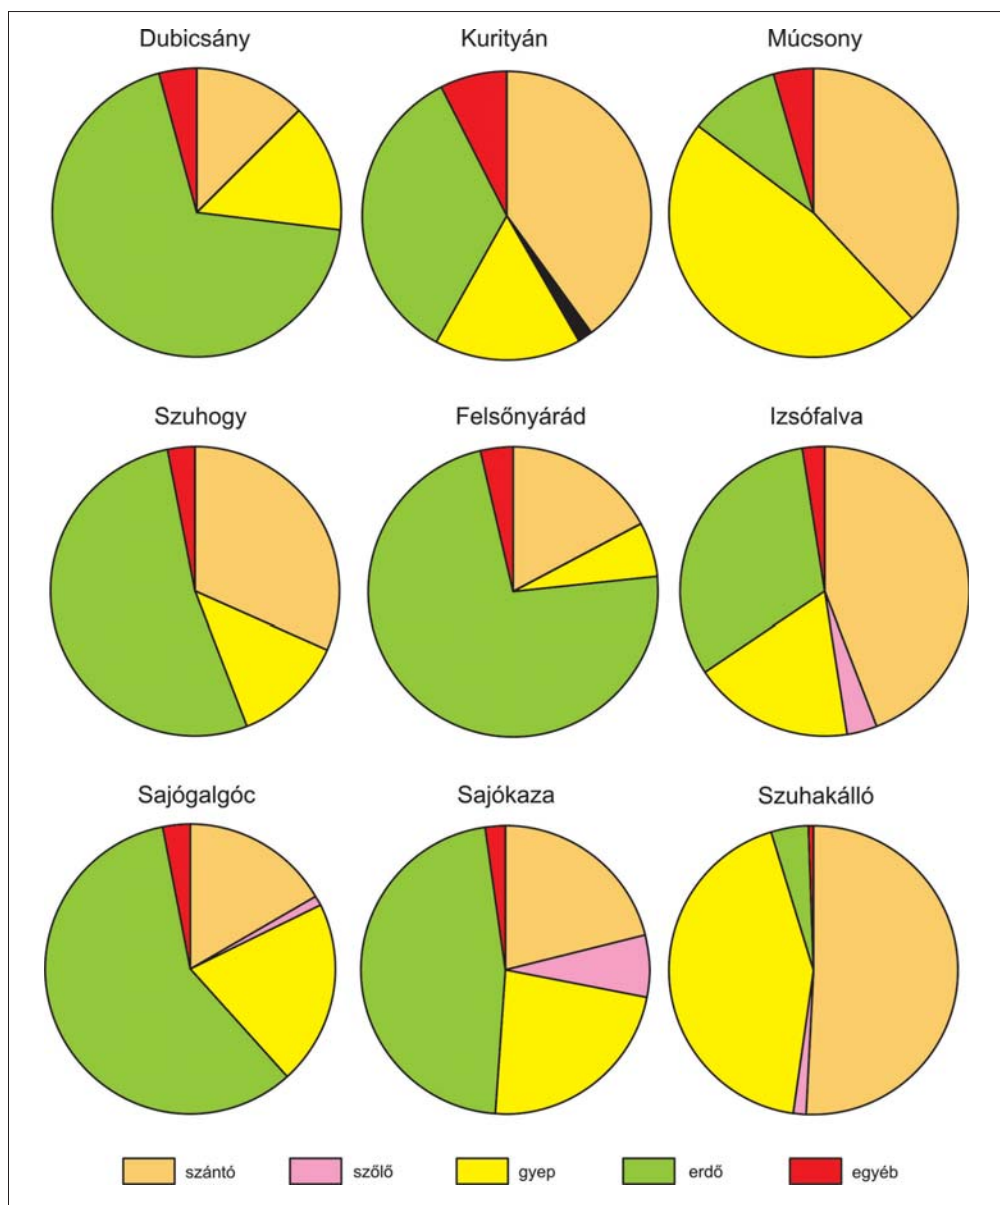 Dubicsány Kurityán Múcsony
Szuhogy Felsőnyárád Izsófalva
Sajógalgóc Sajókaza Szuhakálló
szántó szőlő gyep erdő egyéb